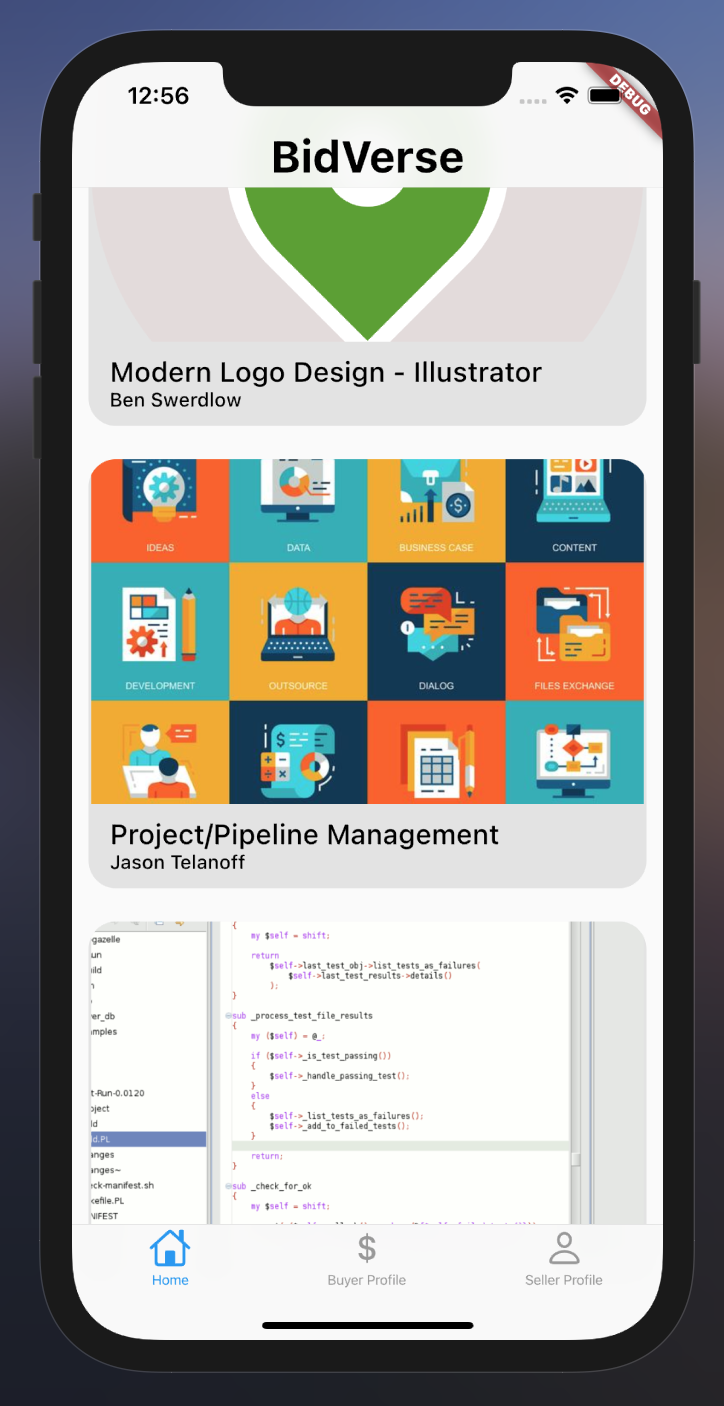 12:56
DEBUG
BidVerse
Modern Logo Design - Illustrator
Ben Swerdlow
IDEAS
DATA
BUSINESS CASE
CONTENT
DEVELOPMENT
OUTSOURCE
DIALOG
FILES EXCHANGE
Project/Pipeline Management
Jason Telanoff
gazelle
un
ild
er_db
mples
t-Run-0.0120
oject
ld
d.PL
anges
anges~
eck-manifest.sh
kefile.PL
NIFEST
{
my $self = shift;
return
$self->last_test_obj->list_tests_as_failures(
$self->last_test_results->details()
);
}
sub _process_test_file_results
{
my ($self) = @_;
if ($self->_is_test_passing())
{
$self->_handle_passing_test();
}
else
{
$self->_list_tests_as_failures();
$self->_add_to_failed_tests();
}
return;
}
sub _check_for_ok
{
my $self = shift;
$
Home
Buyer Profile
Seller Profile